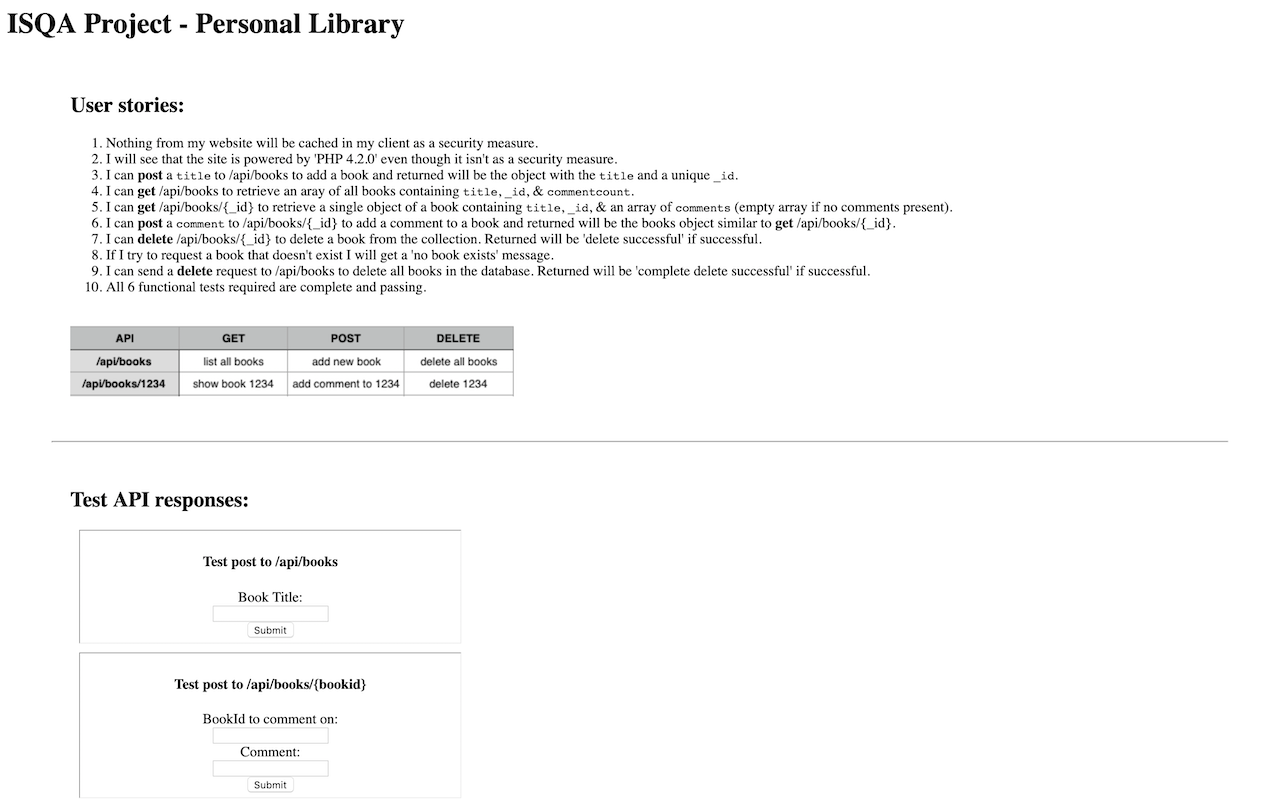 ISQA Project - Personal Library
User stories:
1. Nothing from my website will be cached in my client as a security measure.
2. I will see that the site is powered by 'PHP 4.2.0' even though it isn't as a security measure.
3. I can post a title to /api/books to add a book and returned will be the object with the title and a unique _id.
4. I can get /api/books to retrieve an aray of all books containing title, _id, & commentcount.
5. I can get /api/books/{_id} to retrieve a single object of a book containing title, _id, & an array of comments (empty array if no comments present).
6. I can post a comment to /api/books/{_id} to add a comment to a book and returned will be the books object similar to get /api/books/{_id}.
7. I can delete /api/books/{_id} to delete a book from the collection. Returned will be 'delete successful' if successful.
8. If I try to request a book that doesn't exist I will get a 'no book exists' message.
9. I can send a delete request to /api/books to delete all books in the database. Returned will be 'complete delete successful' if successful.
10. All 6 functional tests required are complete and passing.
API GET POST DELETE
/api/books list all books add new book delete all books
/api/books/1234 show book 1234 add comment to 1234 delete 1234
Test API responses:
Test post to /api/books
Book Title:
Submit
Test post to /api/books/{bookid}
BookId to comment on:
Comment:
Submit